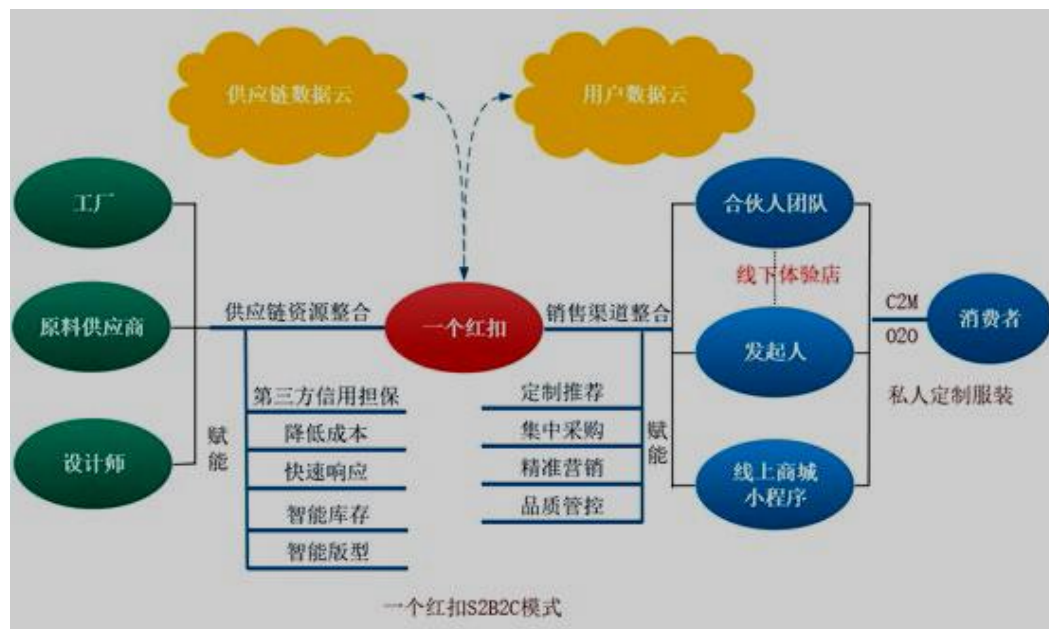 供应链数据云
用户数据云
工厂
原料供应商
设计师
供应链资源整合
赋能
第三方信用担保
降低成本
快速响应
智能库存
智能版型
一个红扣
销售渠道整合
定制推荐
集中采购
精准营销
品质管控
赋能
合伙人团队
线下体验店
发起人
线上商城
小程序
C2M
O2O
消费者
私人定制服装
一个红扣S2B2C模式